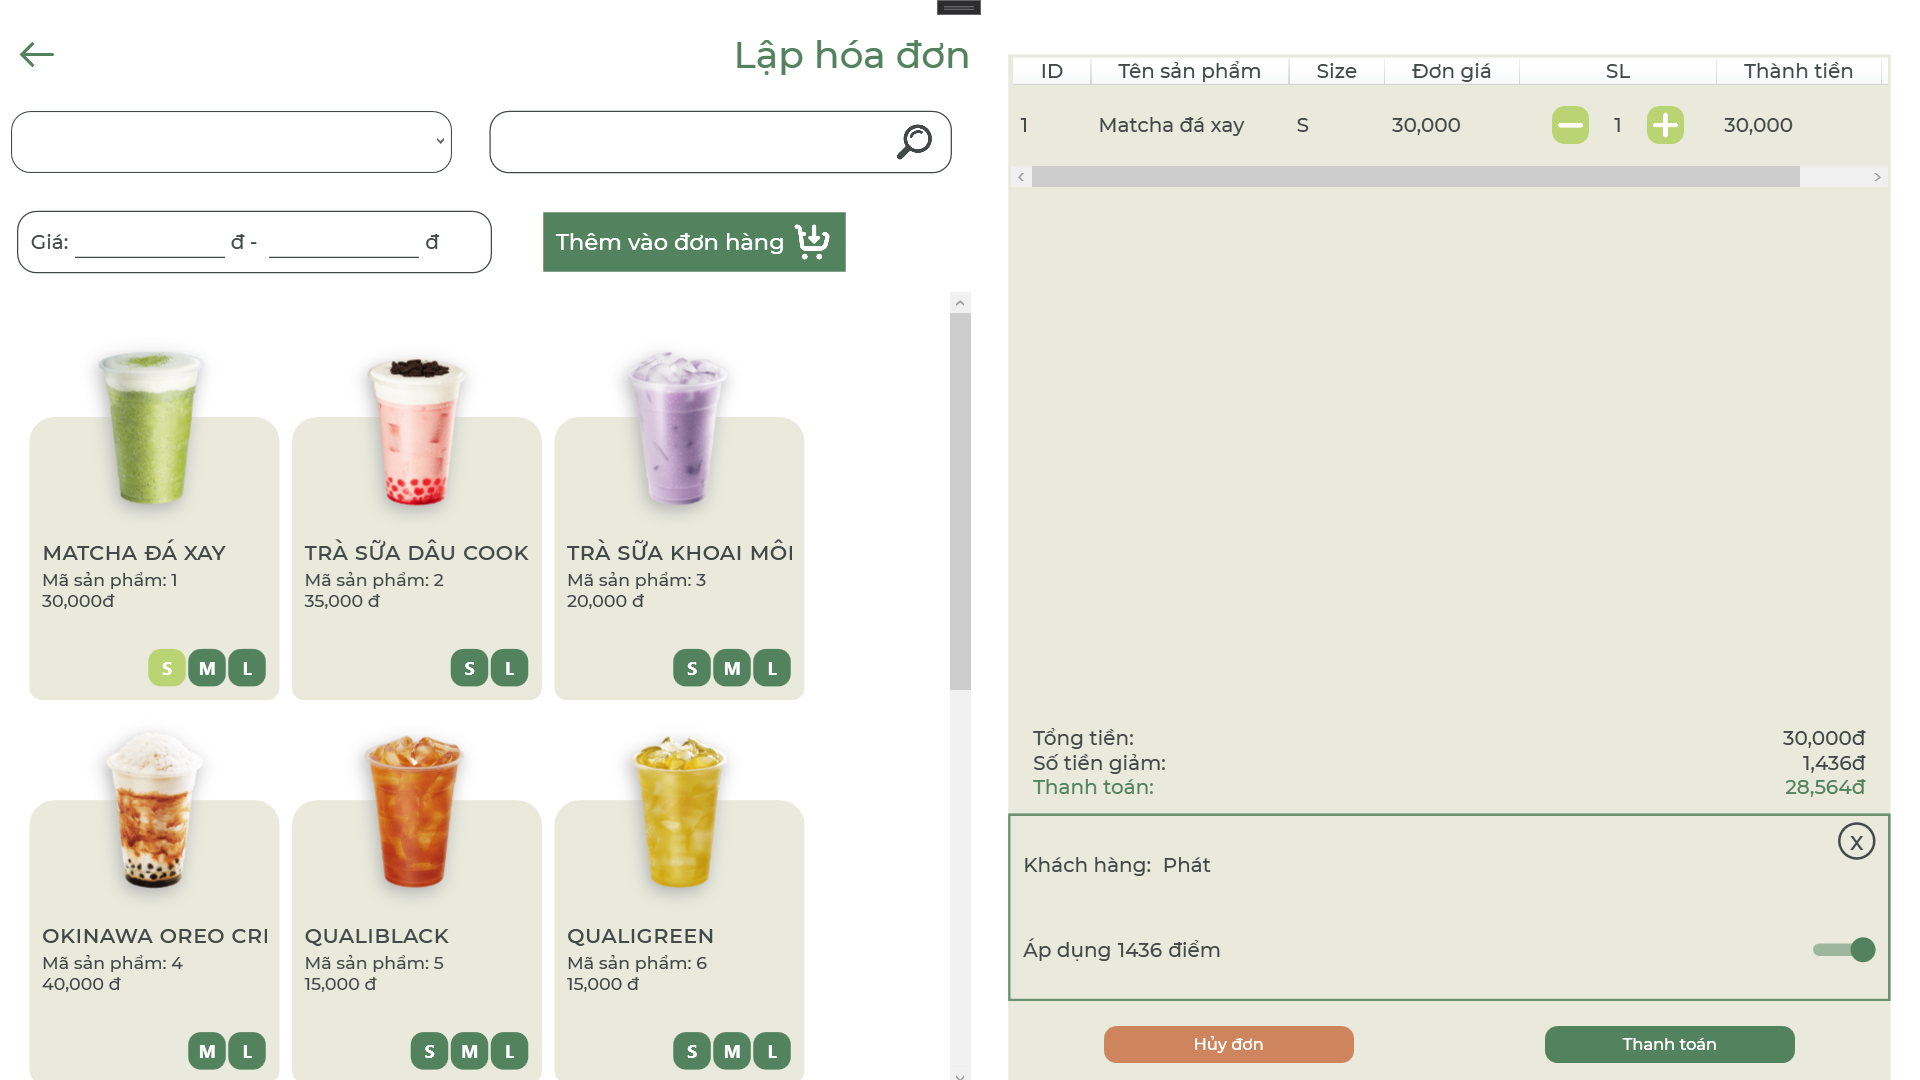 Lập hóa đơn
Giá: đ - đ
Thêm vào đơn hàng
MATCHA ĐÁ XAY
Mã sản phẩm: 1
30,000đ
S M L
TRÀ SỮA DÂU COOK
Mã sản phẩm: 2
35,000 đ
S L
TRÀ SỮA KHOAI MÔI
Mã sản phẩm: 3
20,000 đ
S M L
OKINAWA OREO CRI
Mã sản phẩm: 4
40,000 đ
M L
QUALIBLACK
Mã sản phẩm: 5
15,000 đ
S M L
QUALIGREEN
Mã sản phẩm: 6
15,000 đ
S M L
ID Tên sản phẩm Size Đơn giá SL Thành tiền
1 Matcha đá xay S 30,000 1 30,000
Tổng tiền: 30,000đ
Số tiền giảm: 1,436đ
Thanh toán: 28,564đ
X
Khách hàng: Phát
Áp dụng 1436 điểm
Hủy đơn
Thanh toán